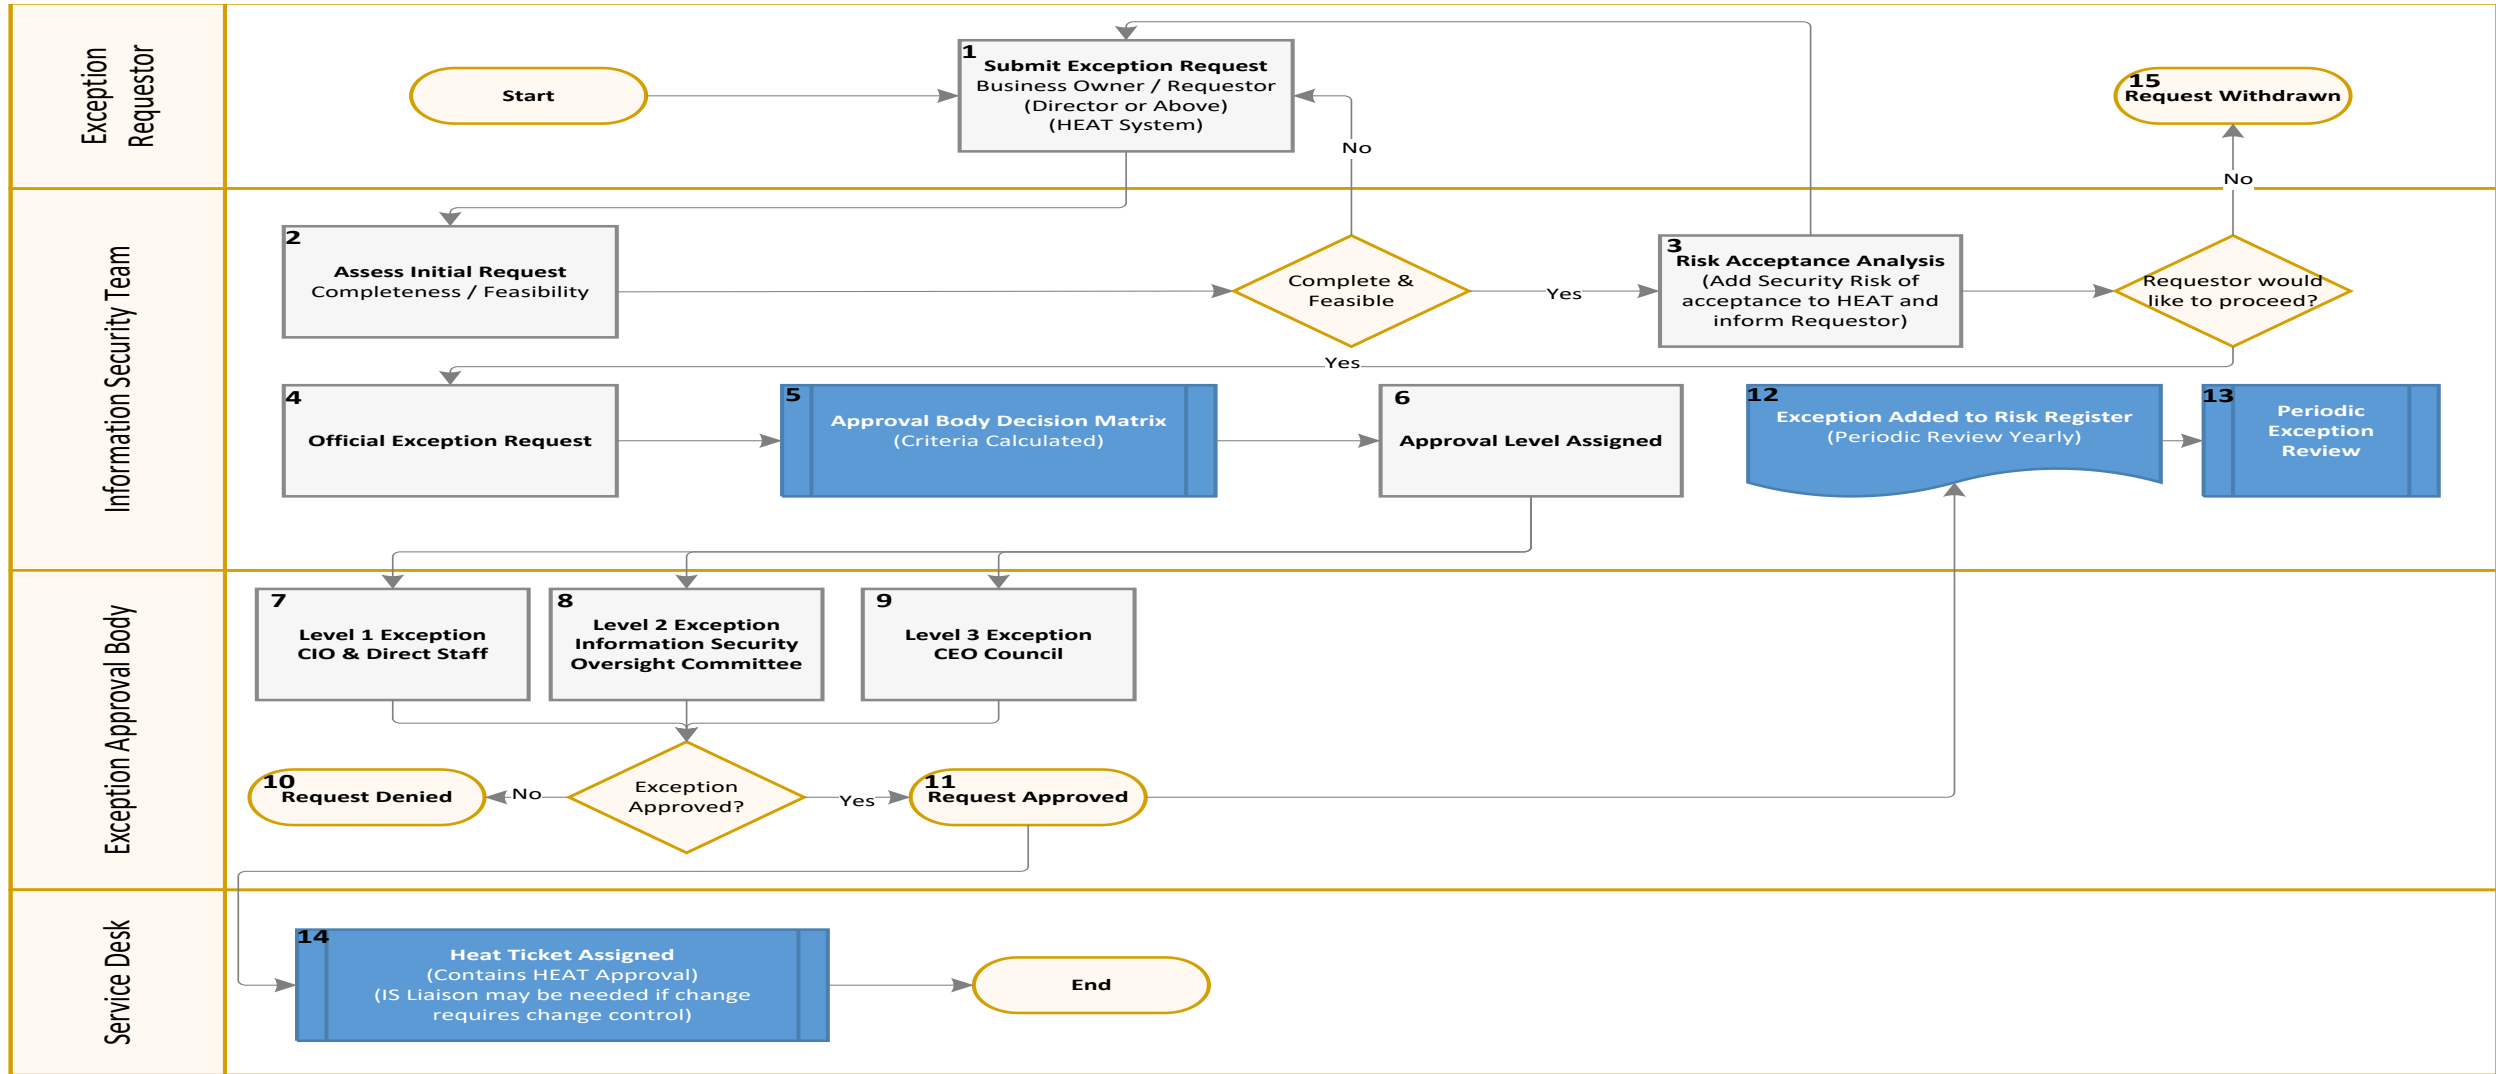 Exception
Requestor
Start
1
Submit Exception Request
Business Owner / Requestor
(Director or Above)
(HEAT System)
No
15
Request Withdrawn
No
Information Security Team
2
Assess Initial Request
Completeness / Feasibility
Complete &
Feasible
Yes
3
Risk Acceptance Analysis
(Add Security Risk of
acceptance to HEAT and
inform Requestor)
Requestor would
like to proceed?
Yes
4
Official Exception Request
5
Approval Body Decision Matrix
(Criteria Calculated)
6
Approval Level Assigned
12
Exception Added to Risk Register
(Periodic Review Yearly)
13
Periodic
Exception
Review
Exception Approval Body
7
Level 1 Exception
CIO & Direct Staff
8
Level 2 Exception
Information Security
Oversight Committee
9
Level 3 Exception
CEO Council
10
Request Denied
No
Exception
Approved?
Yes
11
Request Approved
Service Desk
14
Heat Ticket Assigned
(Contains HEAT Approval)
(IS Liaison may be needed if change
requires change control)
End